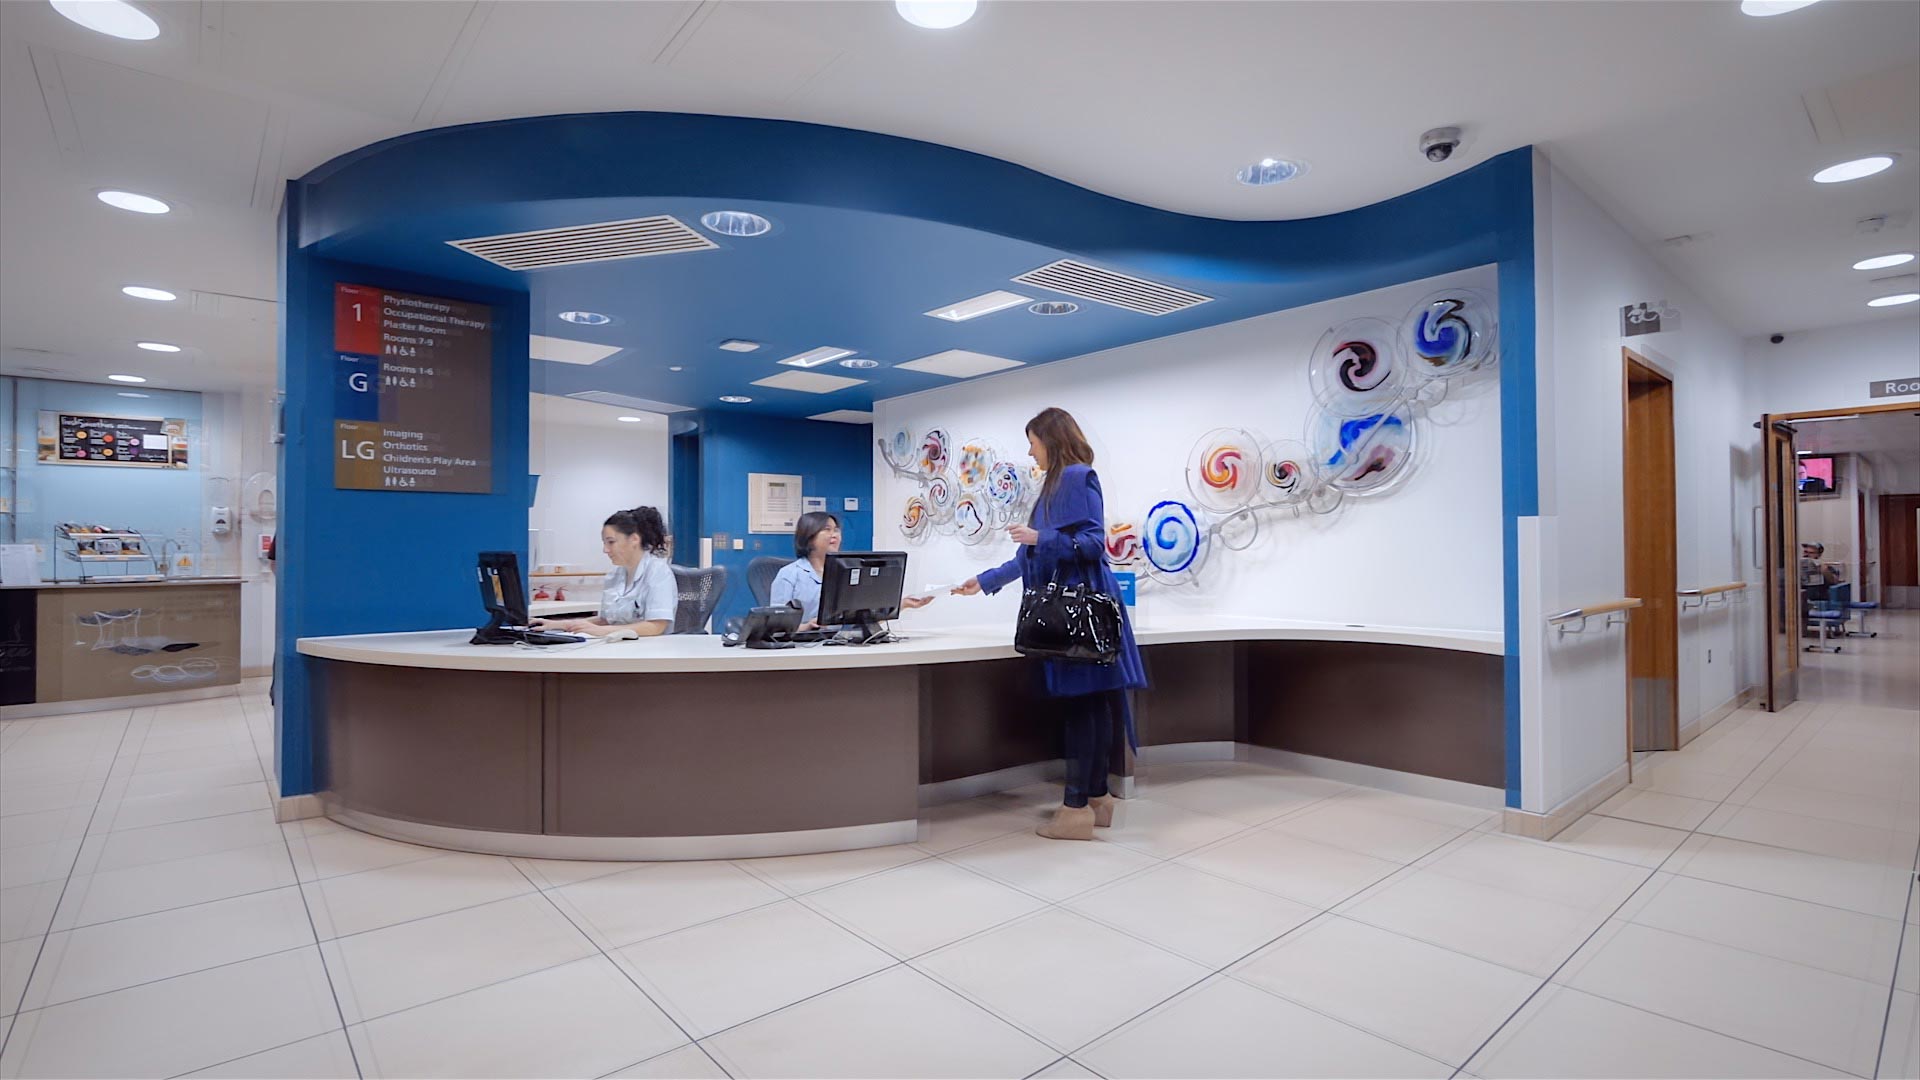 Floor
1
Physiotherapy
Occupational Therapy
Plaster Room
Rooms 7-9
Floor
G
Rooms 1-6
LG
Imaging
Orthotics
Children's Play Area
Ultrasound
Roo